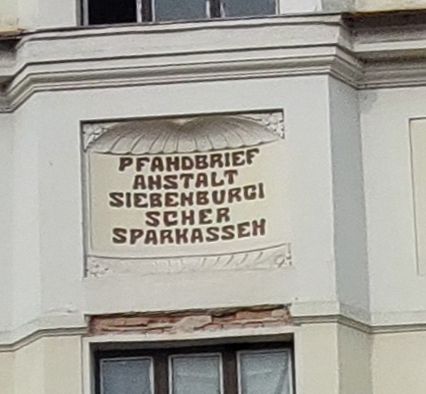 PFANDBRIEF
ANSTALT
SIEBENBURGI
SCHER
SPARKASSEN